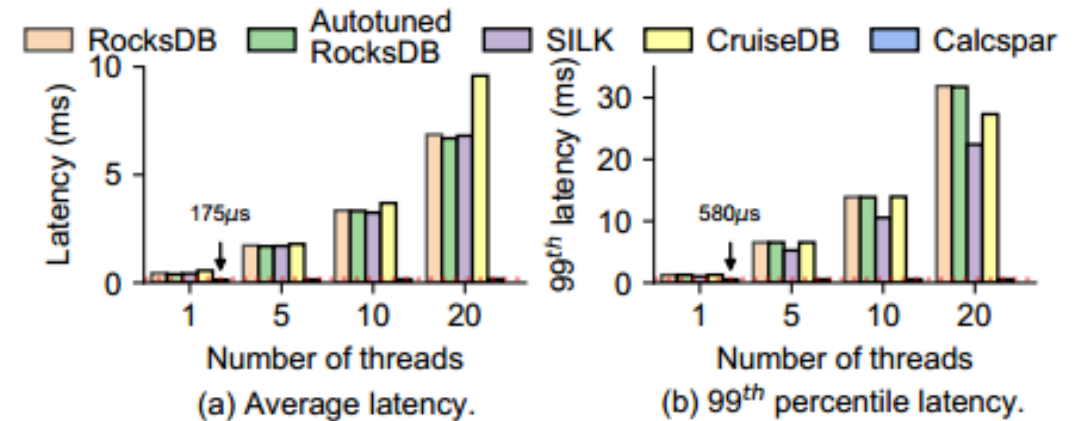 RocksDB
Autotuned
RocksDB
SILK
CruiseDB
Calcspar
Latency (ms)
10
5
0
175μs
1 5 10 20
Number of threads
(a) Average latency.
99th latency (ms)
30
20
10
0
580μs
1 5 10 20
Number of threads
(b) 99th percentile latency.